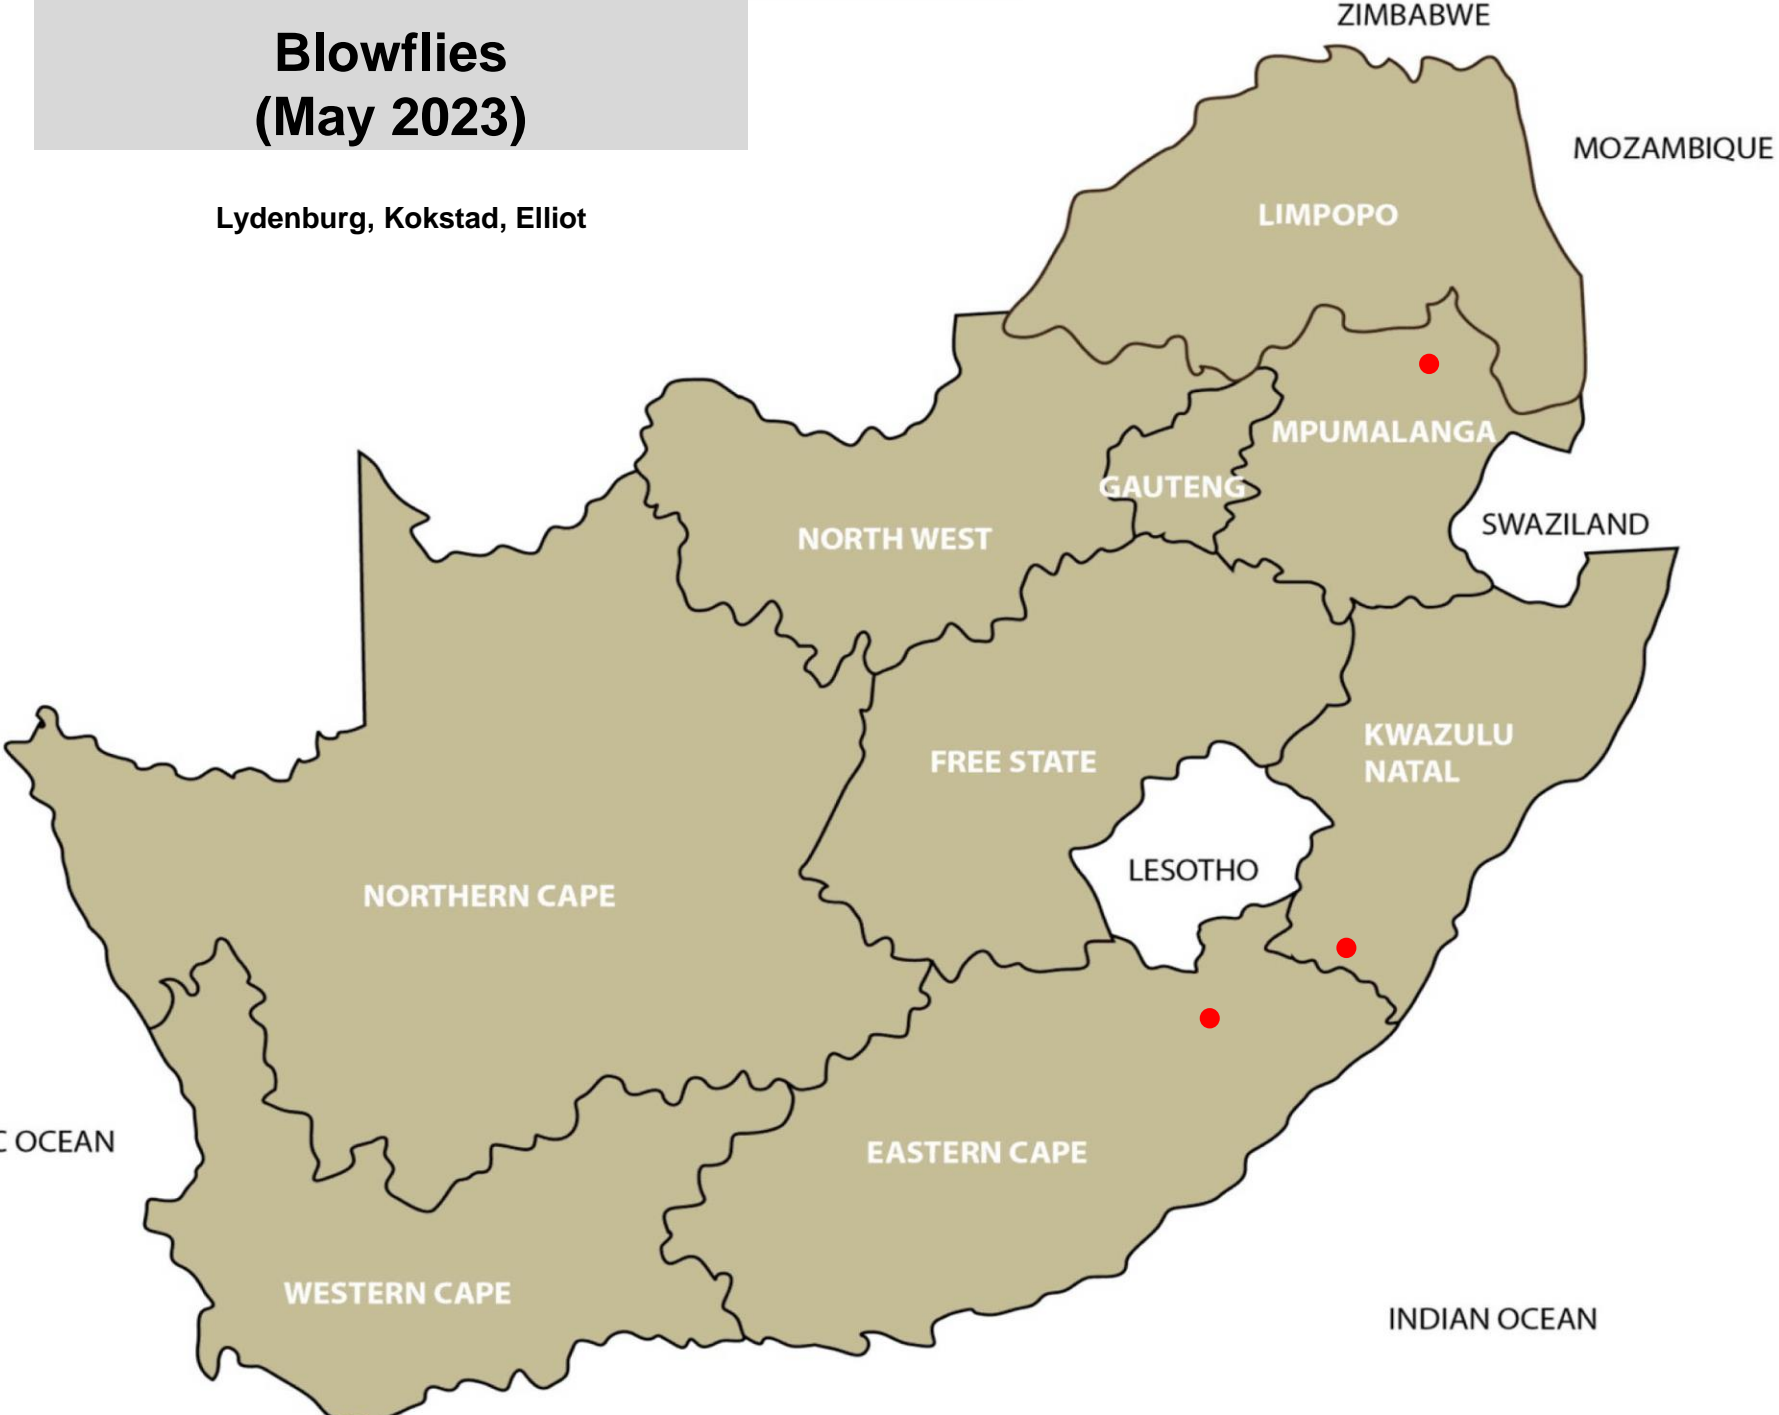 Blowflies
(May 2023)
Lydenburg, Kokstad, Elliot
ZIMBABWE
MOZAMBIQUE
LIMPOPO
MPUMALANGA
GAUTENG
SWAZILAND
NORTH WEST
KWAZULU
NATAL
FREE STATE
LESOTHO
NORTHERN CAPE
C OCEAN
EASTERN CAPE
WESTERN CAPE
INDIAN OCEAN